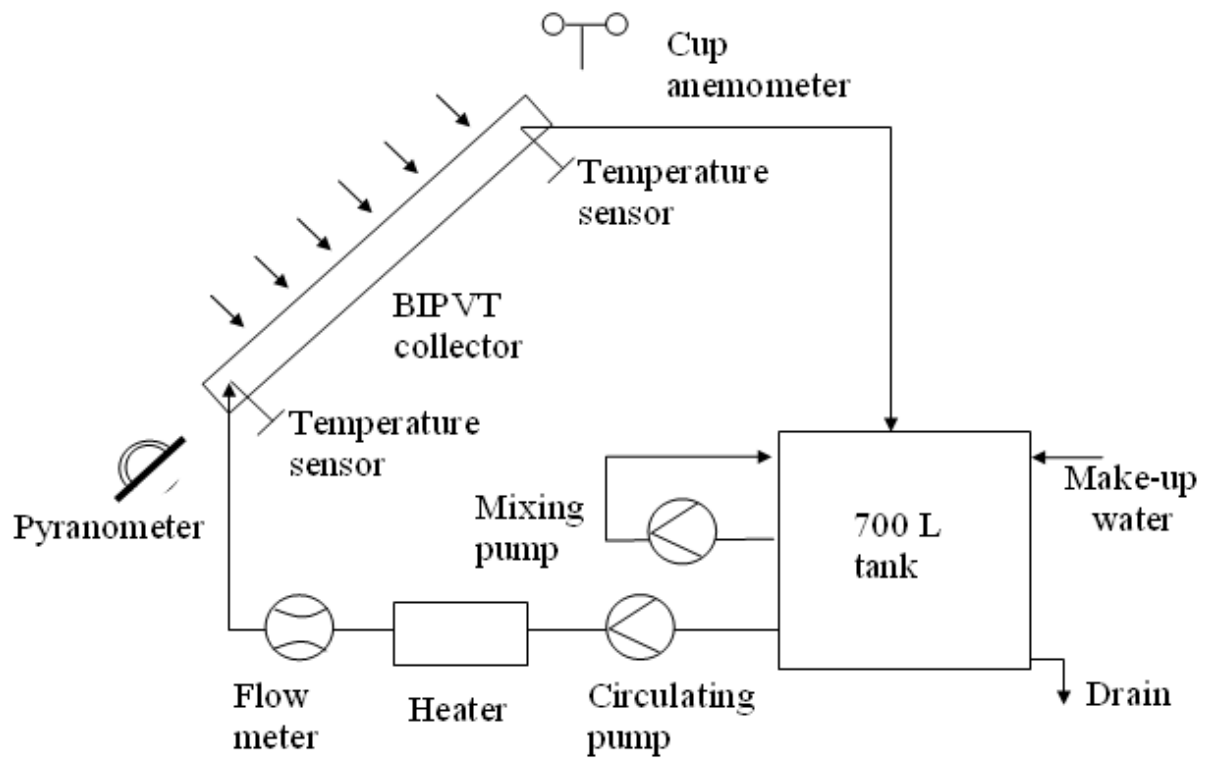 Cup
anemometer
Temperature
sensor
BIPVT
collector
Temperature
sensor
Pyranometer
Mixing
pump
700 L
tank
Make-up
water
Flow
meter
Heater
Circulating
pump
Drain